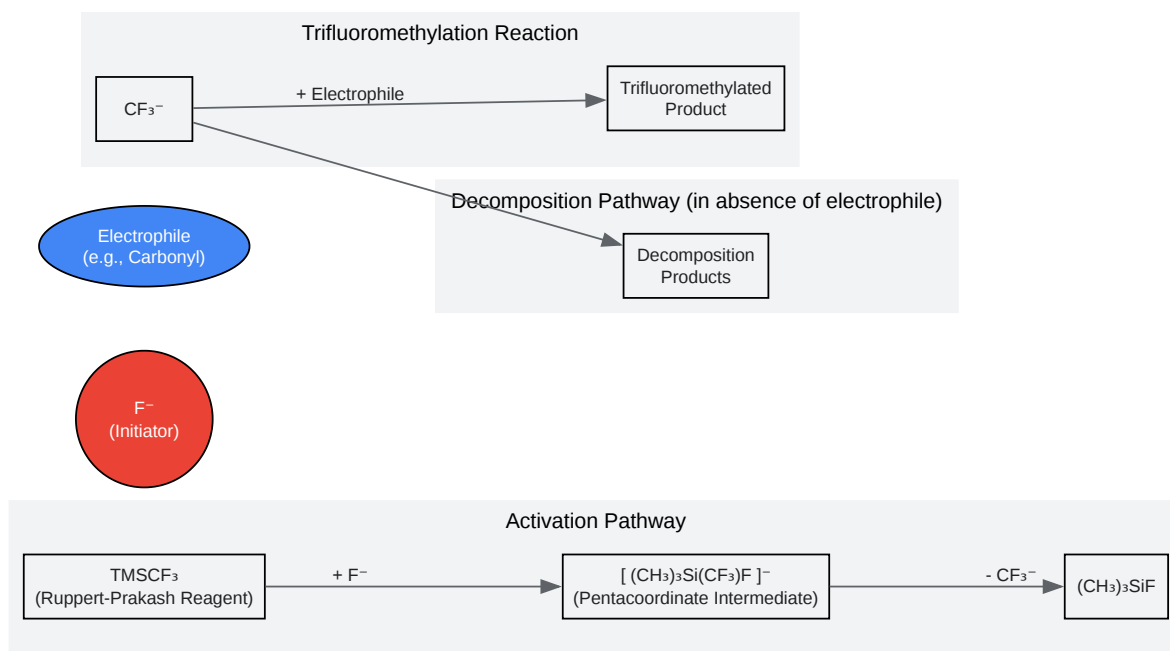 Trifluoromethylation Reaction
CF₃⁻
+ Electrophile
Trifluoromethylated
Product
Decomposition Pathway (in absence of electrophile)
Decomposition
Products
Electrophile
(e.g., Carbonyl)
F⁻
(Initiator)
Activation Pathway
TMSCF₃
(Ruppert-Prakash Reagent)
+ F⁻
[ (CH₃)₃Si(CF₃)F ]⁻
(Pentacoordinate Intermediate)
- CF₃⁻
(CH₃)₃SiF